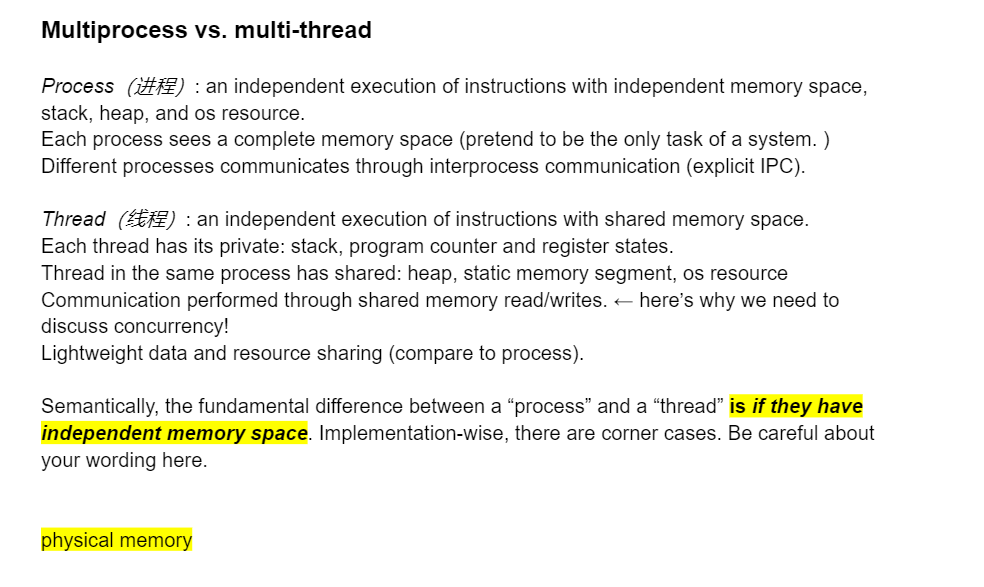 Multiprocess vs. multi-thread
Process（进程）: an independent execution of instructions with independent memory space,
stack, heap, and os resource.
Each process sees a complete memory space (pretend to be the only task of a system. )
Different processes communicates through interprocess communication (explicit IPC).
Thread（线程）: an independent execution of instructions with shared memory space.
Each thread has its private: stack, program counter and register states.
Thread in the same process has shared: heap, static memory segment, os resource
Communication performed through shared memory read/writes. ← here’s why we need to
discuss concurrency!
Lightweight data and resource sharing (compare to process).
Semantically, the fundamental difference between a “process” and a “thread” is if they have
independent memory space. Implementation-wise, there are corner cases. Be careful about
your wording here.
physical memory